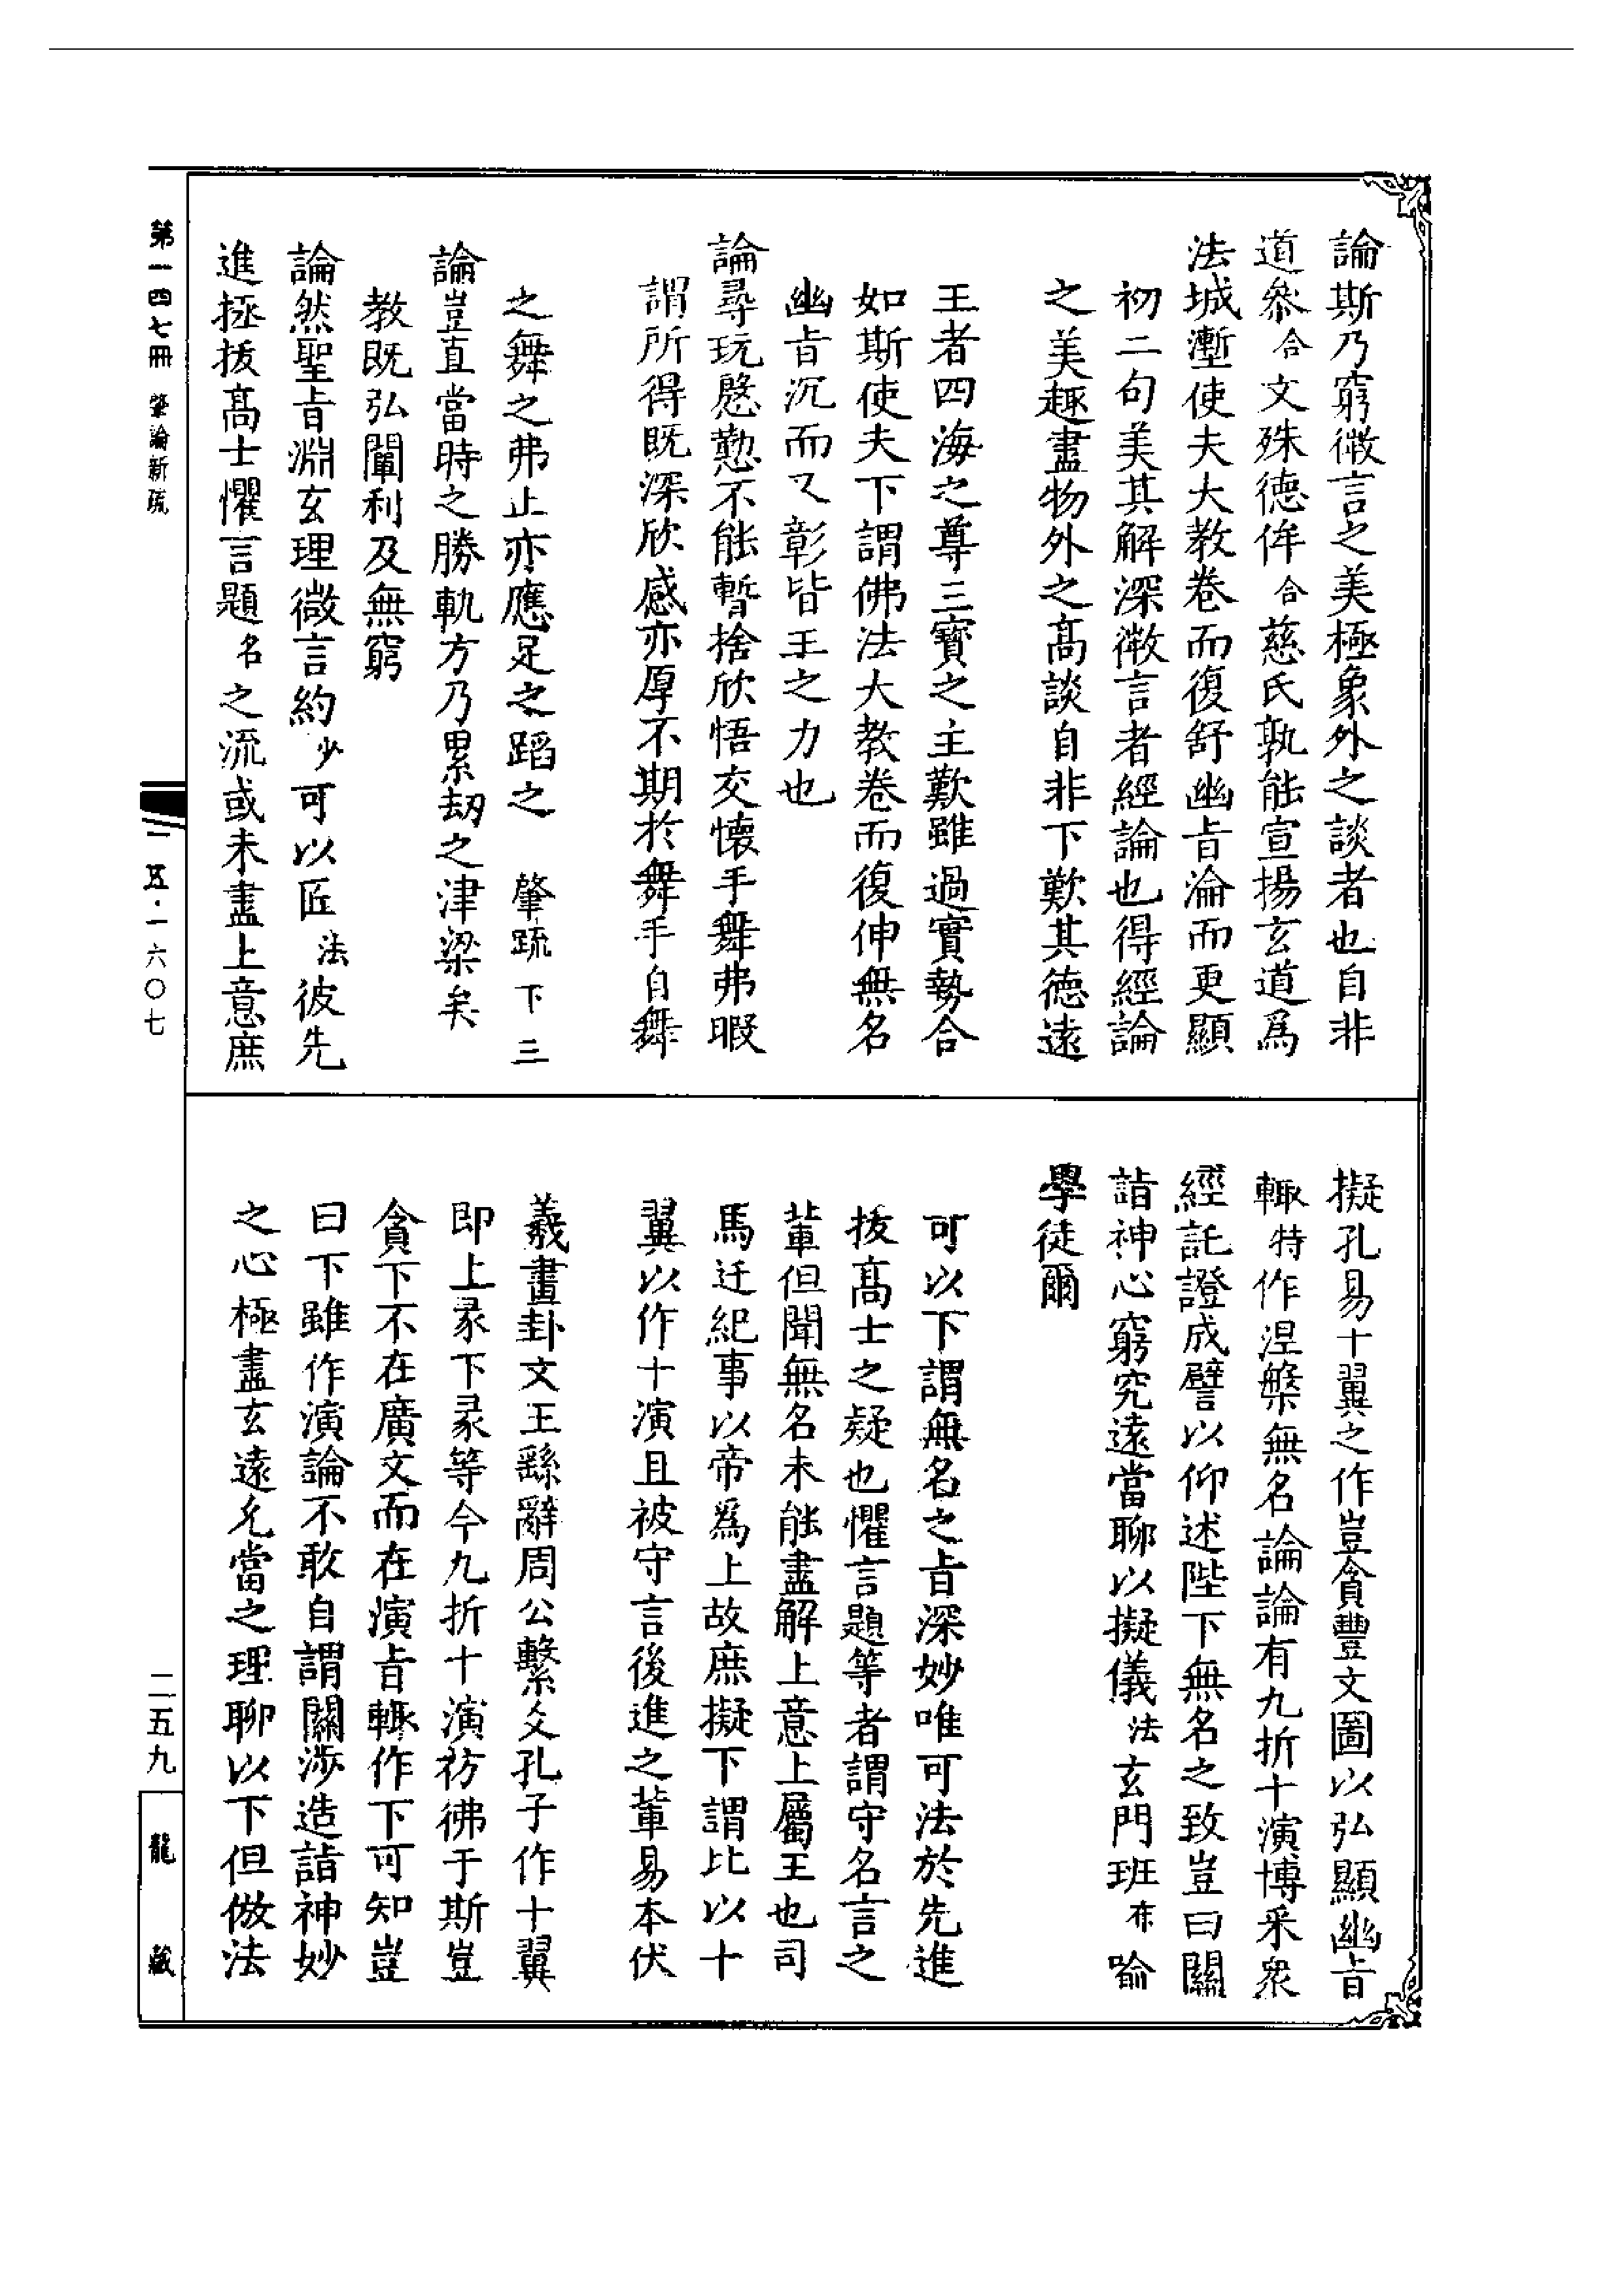 論斯乃窮微言之美極象外之談者也自非
道叅合文殊德侔合慈氏孰能宣揚玄道爲
法城塹使夫大教卷而復舒幽㫖淪而更顯
初二句美其解深微言者經論也得經論
之美趣盡物外之高談自非下歎其德遠
王者四海之尊三寶之主歎雖過實勢合
如斯使夫下謂佛法大教卷而復伸無名
幽㫖沉而又彰皆王之力也
論尋玩慇懃不能暫捨欣悟交懷手舞弗暇
謂所得既深欣感亦厚不期於舞手自舞
之舞之弗止亦應足之蹈之 肇疏下 三
論豈直當時之勝軌方乃累劫之津梁矣
教既弘闡利及無窮
論然聖㫖淵玄理微言約少可以匠法彼先
進拯拔高士懼言題名之流或未盡上意庶
擬孔易十翼之作豈貪豐文圖以弘顯幽㫖
輙特作涅槃無名論論有九折十演博釆衆
經託證成譬以仰述陛下無名之致豈曰關
詣神心窮究遠當聊以擬儀法玄門班布喻
學徒爾
可以下謂無名之㫖深妙唯可法於先進
拔高士之疑也懼言題等者謂守名言之
輩但聞無名未能盡解上意上屬王也司
馬迁紀事以帝爲上故庶擬下謂比以十
翼以作十演且被守言後進之輩易本伏
羲畫卦文王繇辭周公繫爻孔子作十翼
即上彖下彖等今九折十演彷彿于斯豈
貪下不在廣文而在演㫖輙作下可知豈
曰下雖作演論不敢自謂關涉造詣神妙
之心極盡玄遠允當之理聊以下但倣法
第一四七冊 肇論新疏
一五·一六〇七
二五九
龍藏